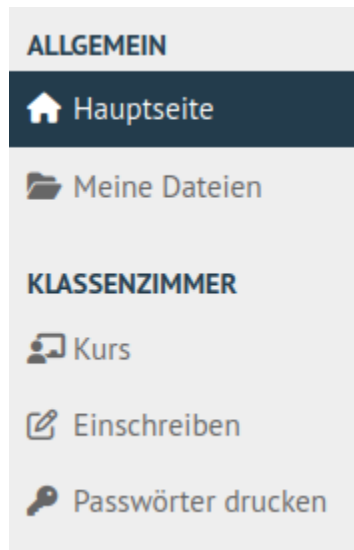 ALLGEMEIN
Hauptseite
Meine Dateien
KLASSENZIMMER
Kurs
Einschreiben
Passwörter drucken